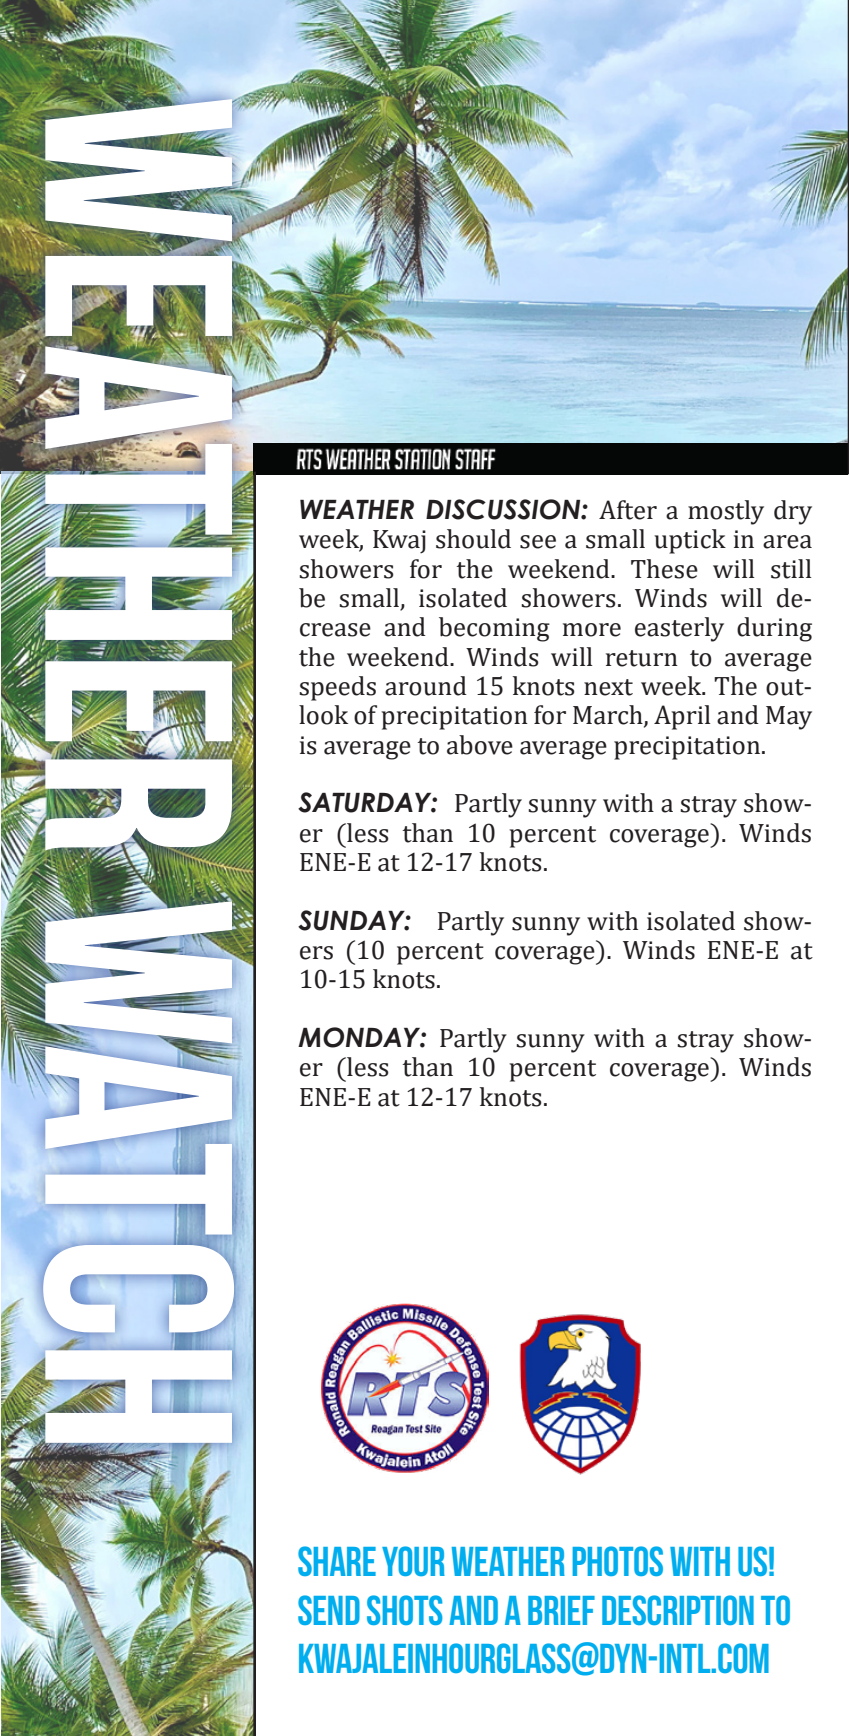 WEATHER WATCH
RTS WEATHER STATION STAFF
WEATHER DISCUSSION: After a mostly dry
week, Kwaj should see a small uptick in area
showers for the weekend. These will still
be small, isolated showers. Winds will de-
crease and becoming more easterly during
the weekend. Winds will return to average
speeds around 15 knots next week. The out-
look of precipitation for March, April and May
is average to above average precipitation.
SATURDAY: Partly sunny with a stray show-
er (less than 10 percent coverage). Winds
ENE-E at 12-17 knots.
SUNDAY: Partly sunny with isolated show-
ers (10 percent coverage). Winds ENE-E at
10-15 knots.
MONDAY: Partly sunny with a stray show-
er (less than 10 percent coverage). Winds
ENE-E at 12-17 knots.
Ronald Reagan Ballistic Missile Defense Test Site
RTS
Reagan Test Site
Kwajalein Atoll
SHARE YOUR WEATHER PHOTOS WITH US!
SEND SHOTS AND A BRIEF DESCRIPTION TO
KWAJALEINHOURGLASS@DYN-INTL.COM